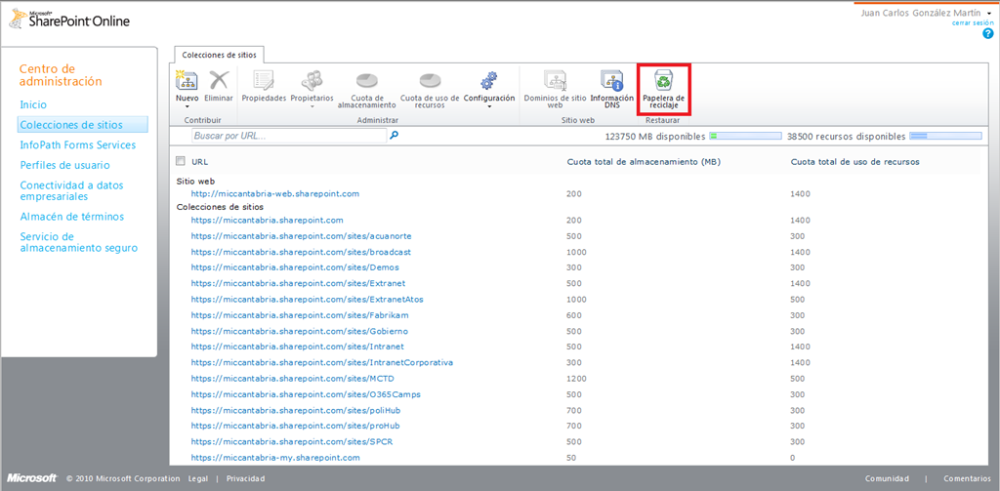 Microsoft®
SharePoint Online
Juan Carlos González Martín
cerrar sesión
Centro de
administración
Inicio
Colecciones de sitios
InfoPath Forms Services
Perfiles de usuario
Conectividad a datos
empresariales
Almacén de términos
Servicio de
almacenamiento seguro
Colecciones de sitios
Nuevo
Eliminar
Propiedades
Propietarios
Cuota de
almacenamiento
Cuota de uso de
recursos
Configuración
Dominios de sitio
web
Información
DNS
Papelera de
reciclaje
Contribuir
Administrar
Sitio web
Restaurar
Buscar por URL...
123750 MB disponibles
38500 recursos disponibles
URL Cuota total de almacenamiento (MB) Cuota total de uso de recursos
Sitio web
http://miccantabria-web.sharepoint.com 200 1400
Colecciones de sitios
https://miccantabria.sharepoint.com 200 1400
https://miccantabria.sharepoint.com/sites/acuanorte 500 300
https://miccantabria.sharepoint.com/sites/broadcast 1000 1400
https://miccantabria.sharepoint.com/sites/Demos 300 300
https://miccantabria.sharepoint.com/sites/Extranet 500 1400
https://miccantabria.sharepoint.com/sites/ExtranetAtos 1000 500
https://miccantabria.sharepoint.com/sites/Fabrikam 600 300
https://miccantabria.sharepoint.com/sites/Gobierno 500 300
https://miccantabria.sharepoint.com/sites/Intranet 500 1400
https://miccantabria.sharepoint.com/sites/IntranetCorporativa 300 1400
https://miccantabria.sharepoint.com/sites/MCTD 1200 500
https://miccantabria.sharepoint.com/sites/O365Camps 500 300
https://miccantabria.sharepoint.com/sites/poliHub 700 300
https://miccantabria.sharepoint.com/sites/proHub 700 300
https://miccantabria.sharepoint.com/sites/SPCR 500 300
https://miccantabria-my.sharepoint.com 50 0
Microsoft © 2010 Microsoft Corporation Legal | Privacidad
Comunidad | Comentarios